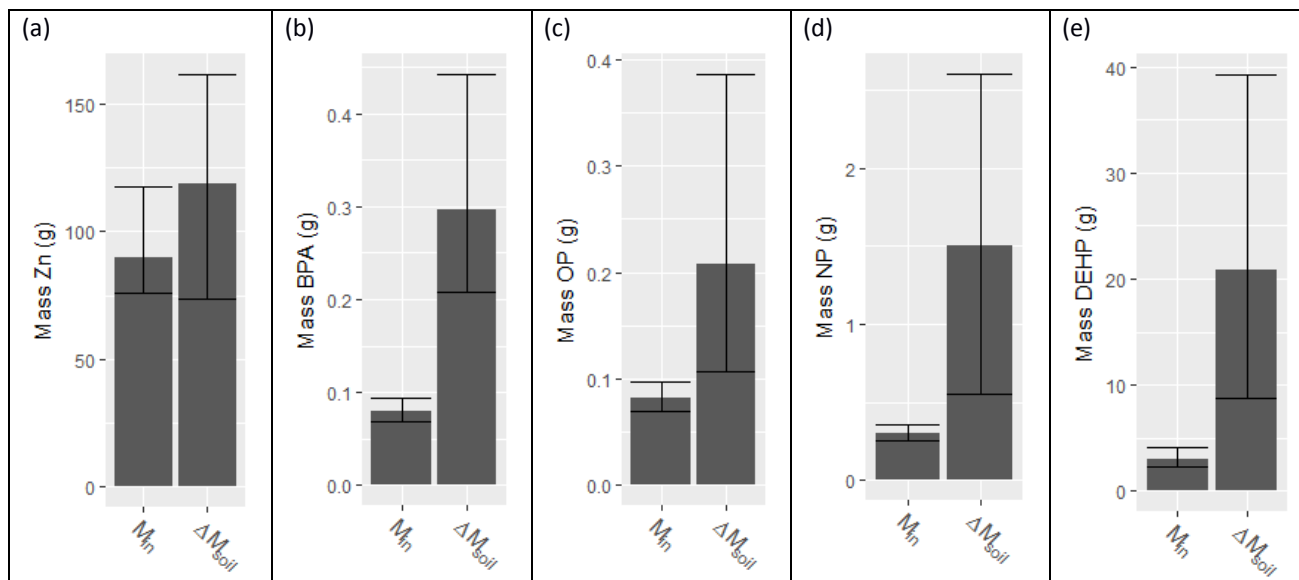 (a)
Mass Zn (g)
150
100
50
0
M_in
ΔM_soil
(b)
Mass BPA (g)
0.4
0.3
0.2
0.1
0.0
M_in
ΔM_soil
(c)
Mass OP (g)
0.4
0.3
0.2
0.1
0.0
M_in
ΔM_soil
(d)
Mass NP (g)
2
1
0
M_in
ΔM_soil
(e)
Mass DEHP (g)
40
30
20
10
0
M_in
ΔM_soil